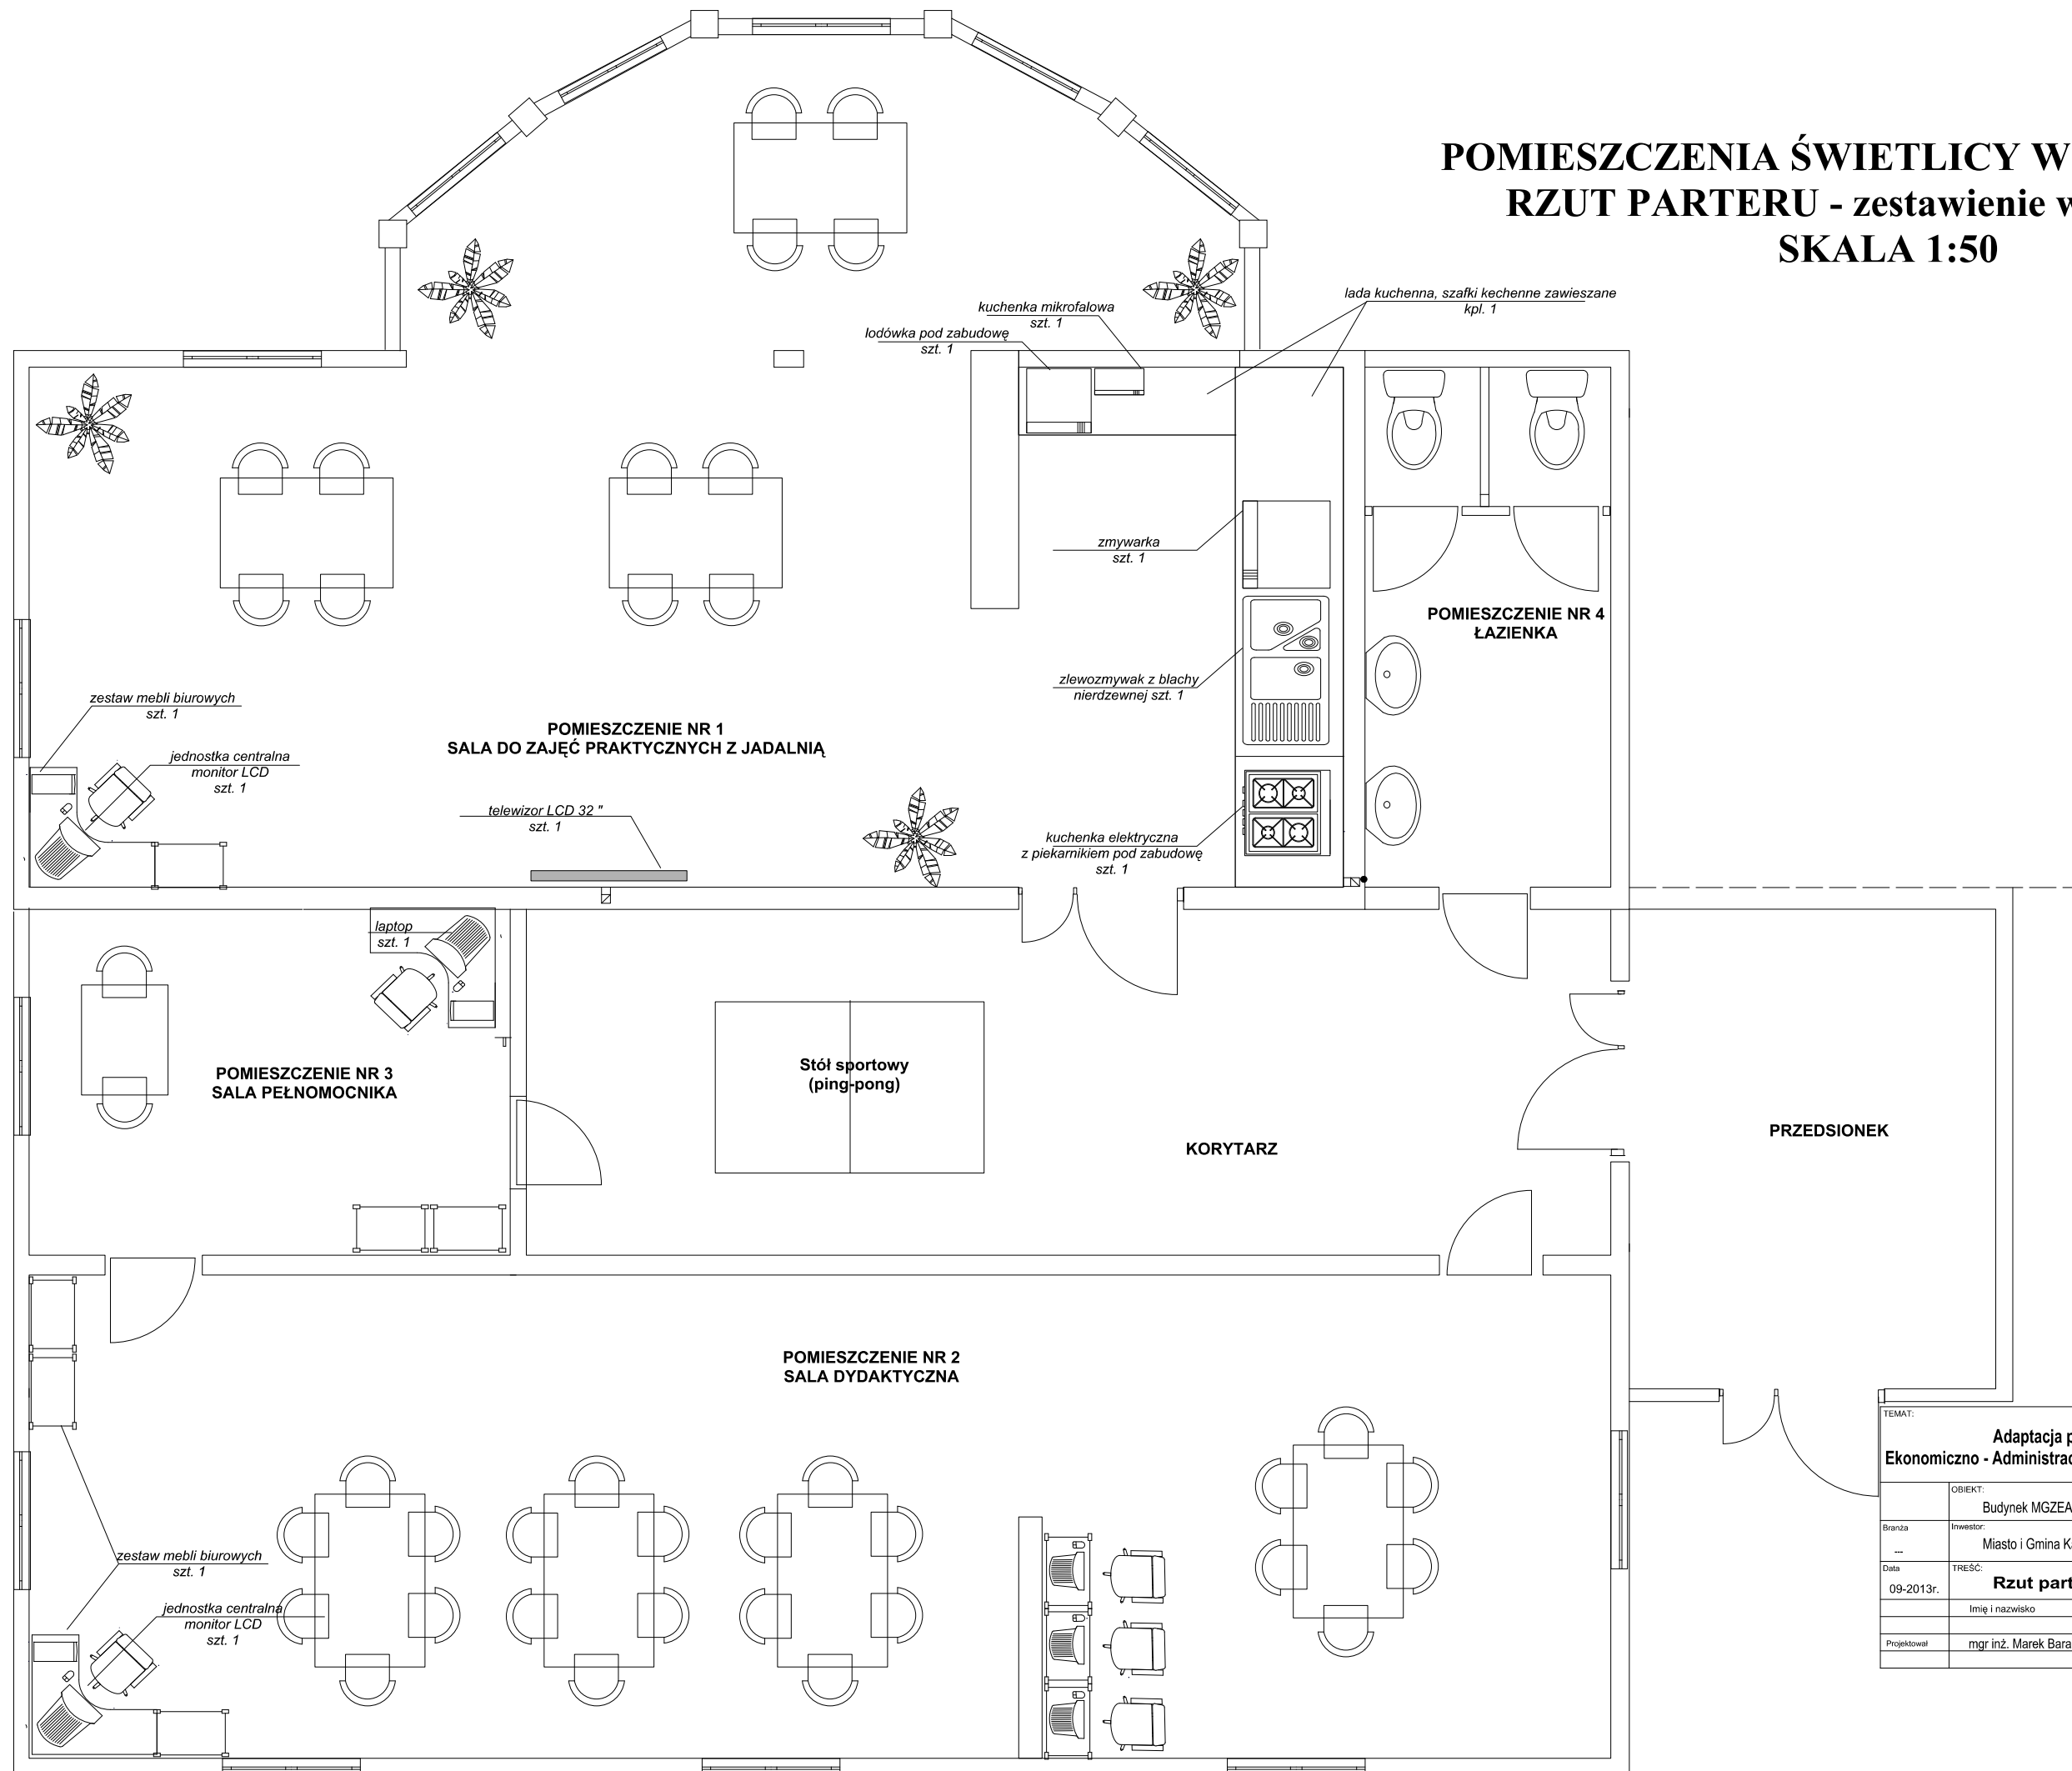 POMIESZCZENIA ŚWIETLICY W
RZUT PARTERU - zestawienie w
SKALA 1:50
lada kuchenna, szafki kechenne zawieszane
kpl. 1
kuchenka mikrofalowa
szt. 1
lodówka pod zabudowę
szt. 1
zmywarka
szt. 1
POMIESZCZENIE NR 4
ŁAZIENKA
zlewozmywak z blachy
nierdzewnej szt. 1
zestaw mebli biurowych
szt. 1
POMIESZCZENIE NR 1
SALA DO ZAJĘĆ PRAKTYCZNYCH Z JADALNIĄ
jednostka centralna
monitor LCD
szt. 1
telewizor LCD 32 "
szt. 1
kuchenka elektryczna
z piekarnikiem pod zabudowę
szt. 1
laptop
szt. 1
POMIESZCZENIE NR 3
SALA PEŁNOMOCNIKA
Stół sportowy
(ping-pong)
KORYTARZ
PRZEDSIONEK
POMIESZCZENIE NR 2
SALA DYDAKTYCZNA
zestaw mebli biurowych
szt. 1
jednostka centralna
monitor LCD
szt. 1
TEMAT:
Adaptacja p
Ekonomiczno - Administrac
OBIEKT:
Budynek MGZEA
Branża
---
Inwestor:
Miasto i Gmina Ka
Data
09-2013r.
TREŚĆ:
Rzut part
Imię i nazwisko
Projektował
mgr inż. Marek Bara